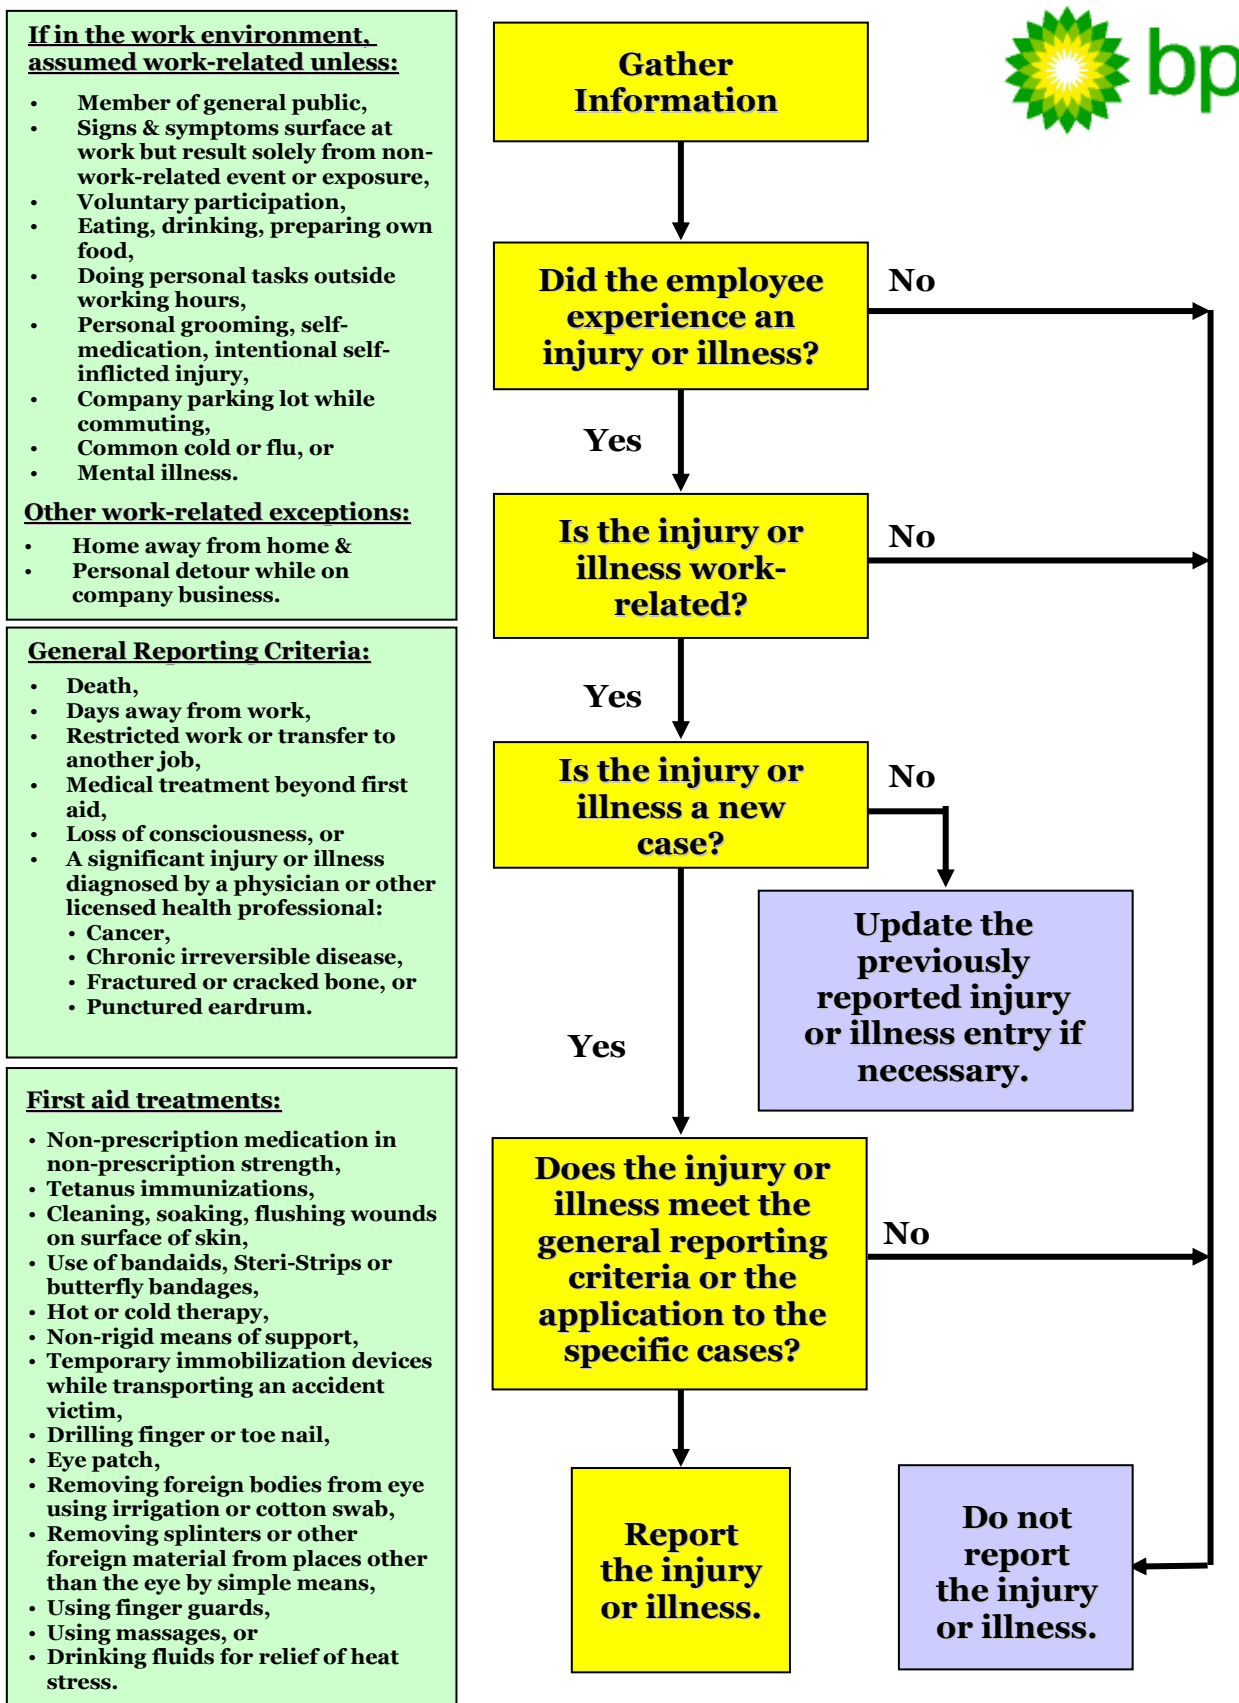 If in the work environment,
assumed work-related unless:
• Member of general public,
• Signs & symptoms surface at
work but result solely from non-
work-related event or exposure,
• Voluntary participation,
• Eating, drinking, preparing own
food,
• Doing personal tasks outside
working hours,
• Personal grooming, self-
medication, intentional self-
inflicted injury,
• Company parking lot while
commuting,
• Common cold or flu, or
• Mental illness.
Other work-related exceptions:
• Home away from home &
• Personal detour while on
company business.
General Reporting Criteria:
• Death,
• Days away from work,
• Restricted work or transfer to
another job,
• Medical treatment beyond first
aid,
• Loss of consciousness, or
• A significant injury or illness
diagnosed by a physician or other
licensed health professional:
• Cancer,
• Chronic irreversible disease,
• Fractured or cracked bone, or
• Punctured eardrum.
First aid treatments:
• Non-prescription medication in
non-prescription strength,
• Tetanus immunizations,
• Cleaning, soaking, flushing wounds
on surface of skin,
• Use of bandaids, Steri-Strips or
butterfly bandages,
• Hot or cold therapy,
• Non-rigid means of support,
• Temporary immobilization devices
while transporting an accident
victim,
• Drilling finger or toe nail,
• Eye patch,
• Removing foreign bodies from eye
using irrigation or cotton swab,
• Removing splinters or other
foreign material from places other
than the eye by simple means,
• Using finger guards,
• Using massages, or
• Drinking fluids for relief of heat
stress.
Gather
Information
bp
Did the employee
experience an
injury or illness?
No
Yes
Is the injury or
illness work-
related?
No
Yes
Is the injury or
illness a new
case?
No
Update the
previously
reported injury
or illness entry if
necessary.
Yes
Does the injury or
illness meet the
general reporting
criteria or the
application to the
specific cases?
No
Report
the injury
or illness.
Do not
report
the injury
or illness.